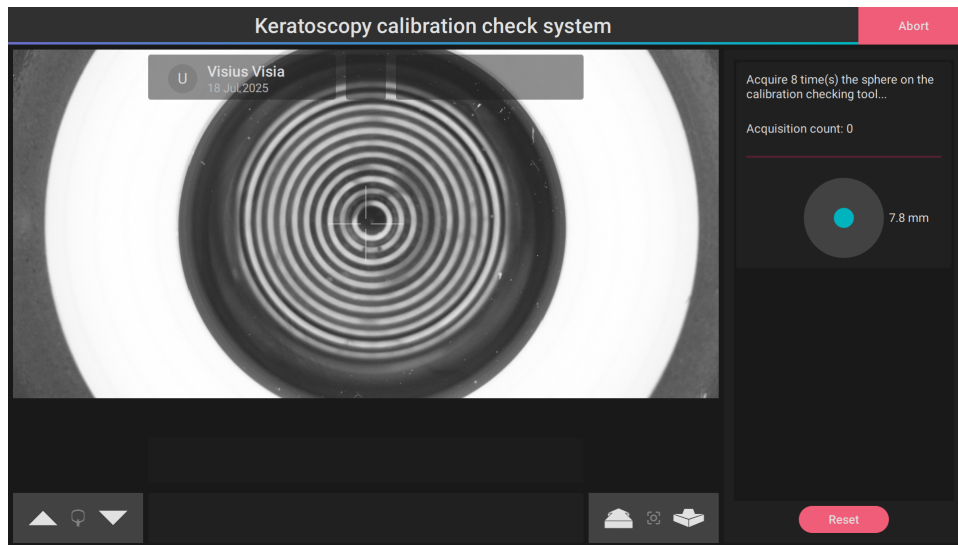 Keratoscopy calibration check system
Abort
U
Visius Visia
18 Jul,2025
Acquire 8 time(s) the sphere on the
calibration checking tool...
Acquisition count: 0
7.8 mm
Reset